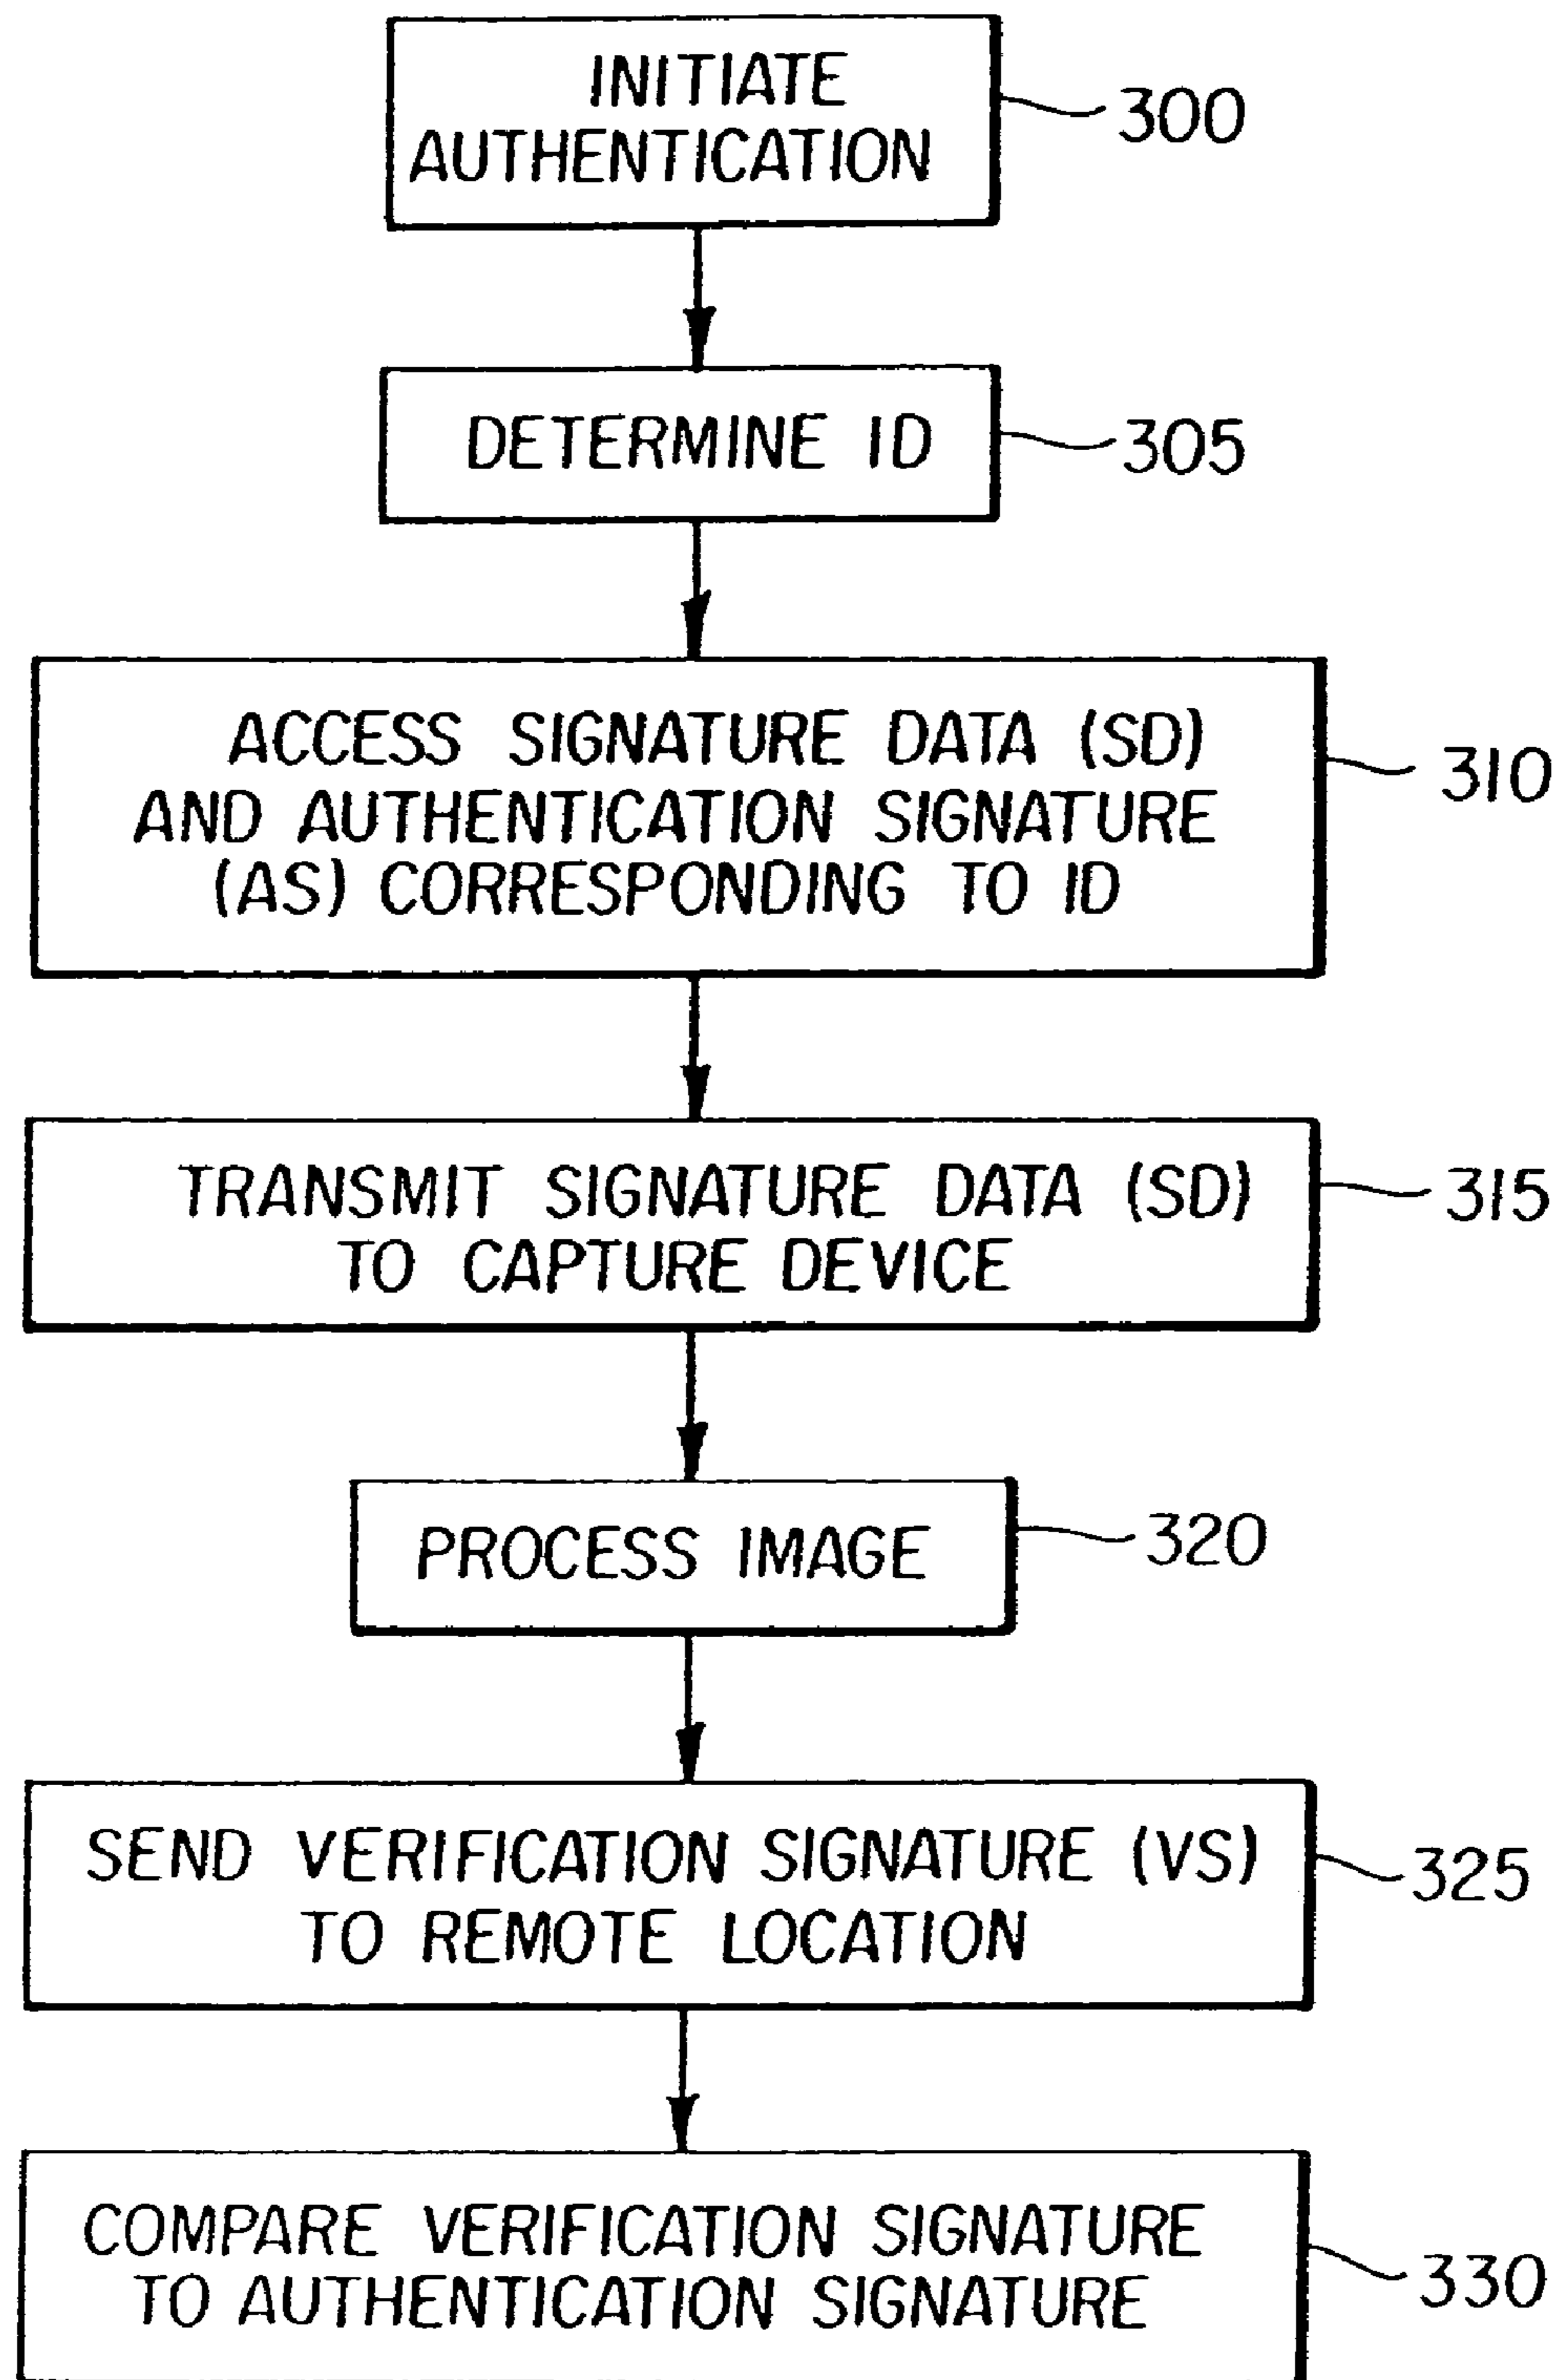 INITIATE
AUTHENTICATION
300
DETERMINE ID
305
ACCESS SIGNATURE DATA (SD)
AND AUTHENTICATION SIGNATURE
(AS) CORRESPONDING TO ID
310
TRANSMIT SIGNATURE DATA (SD)
TO CAPTURE DEVICE
315
PROCESS IMAGE
320
SEND VERIFICATION SIGNATURE (VS)
TO REMOTE LOCATION
325
COMPARE VERIFICATION SIGNATURE
TO AUTHENTICATION SIGNATURE
330